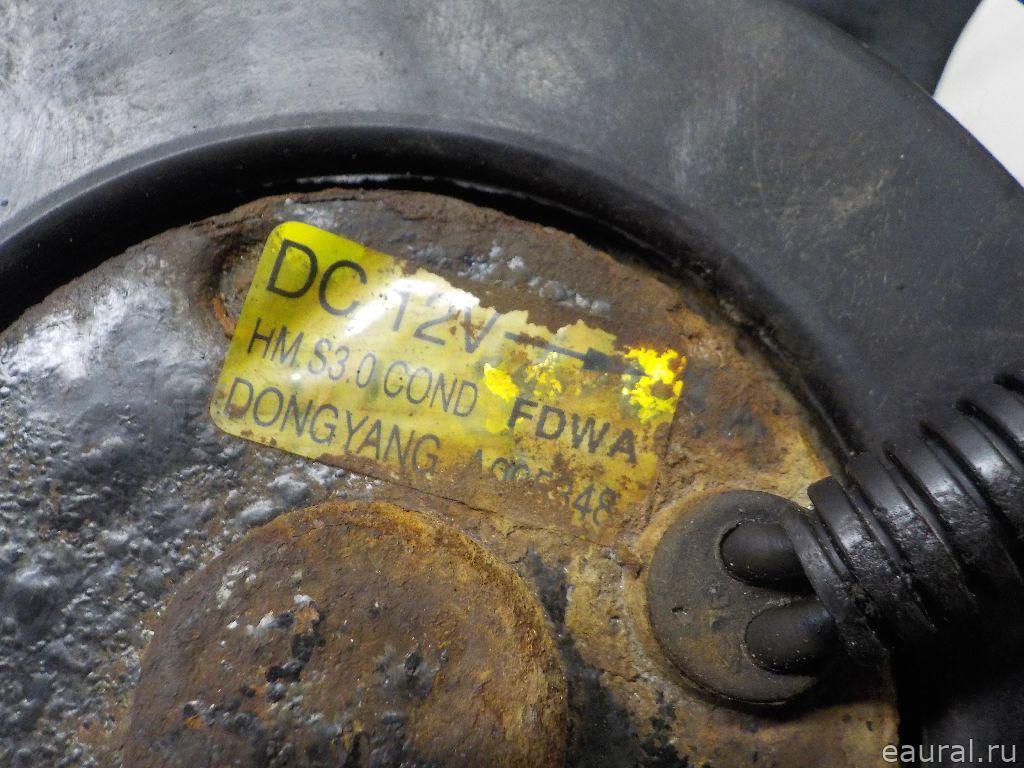 DC 12V
HM.S3.0 COND FDWA
DONGYANG
eaural.ru